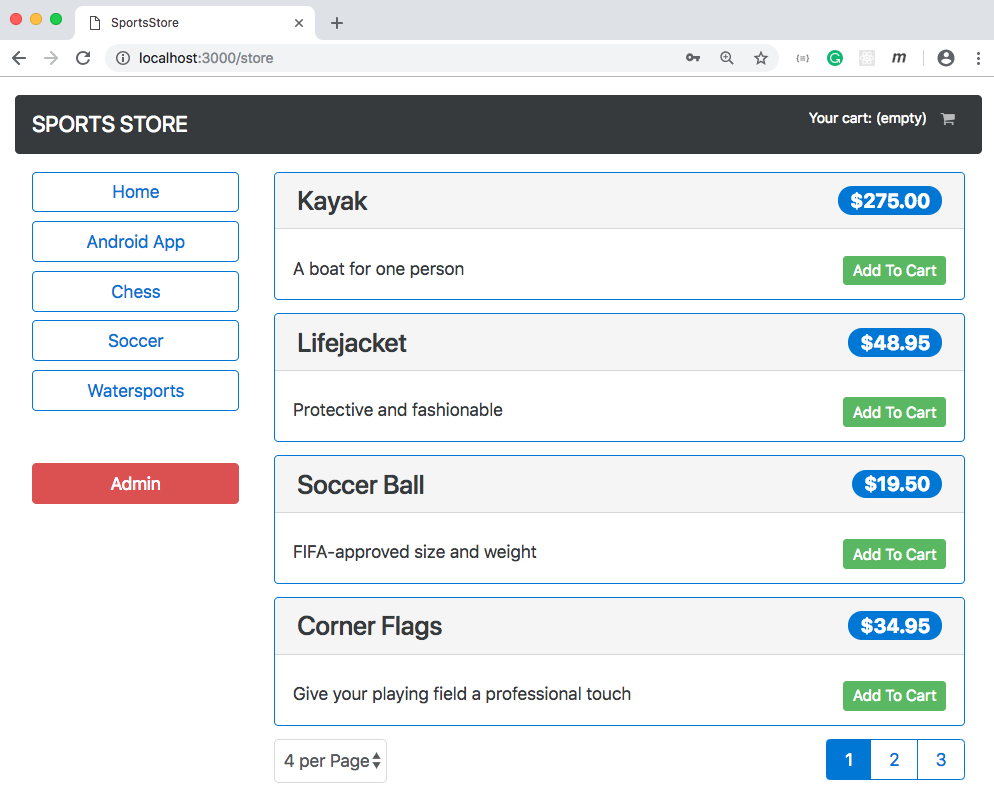 SportsStore
localhost:3000/store
SPORTS STORE
Your cart: (empty)
Home
Android App
Chess
Soccer
Watersports
Admin
Kayak
$275.00
A boat for one person
Add To Cart
Lifejacket
$48.95
Protective and fashionable
Add To Cart
Soccer Ball
$19.50
FIFA-approved size and weight
Add To Cart
Corner Flags
$34.95
Give your playing field a professional touch
Add To Cart
4 per Page
1 2 3